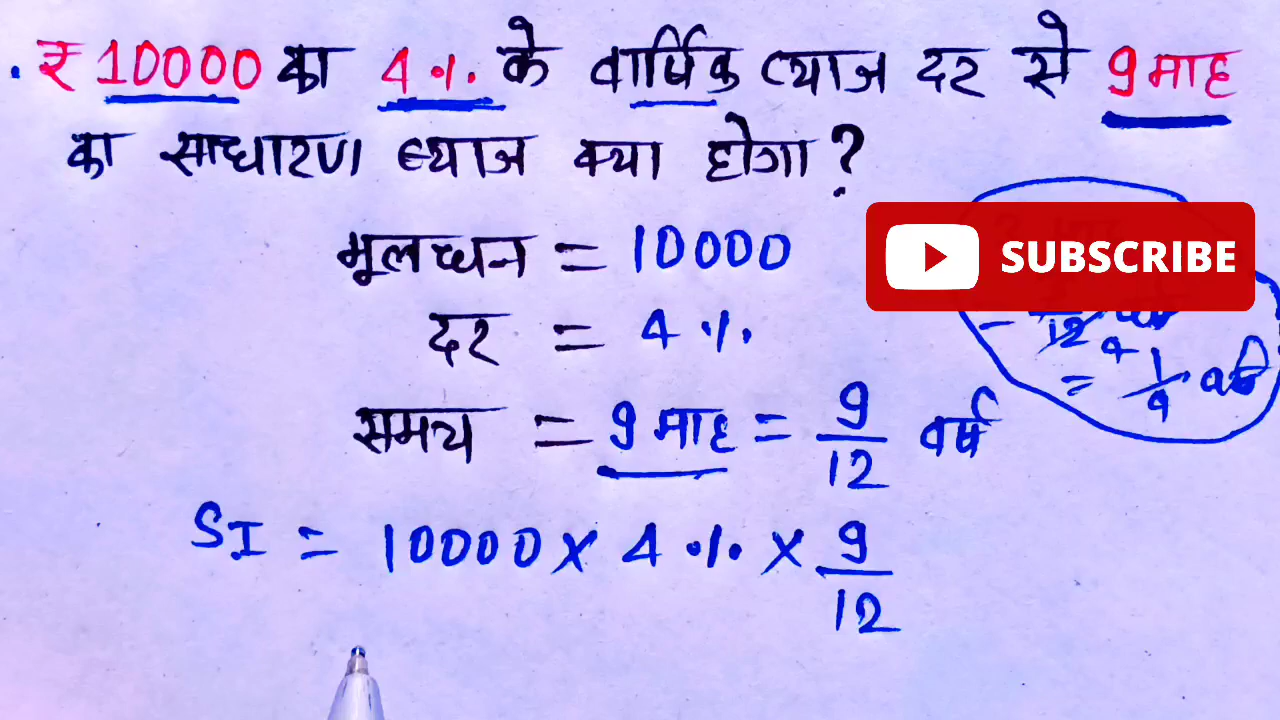 . ₹ 10000 का 4% के वार्षिक ब्याज दर से 9 माह
का साधारण ब्याज क्या होगा?
मूलधन = 10000
SUBSCRIBE
दर = 4%
12
= 1/4 वर्ष
समय = 9 माह = 9/12 वर्ष
SI = 10000 × 4% × 9/12